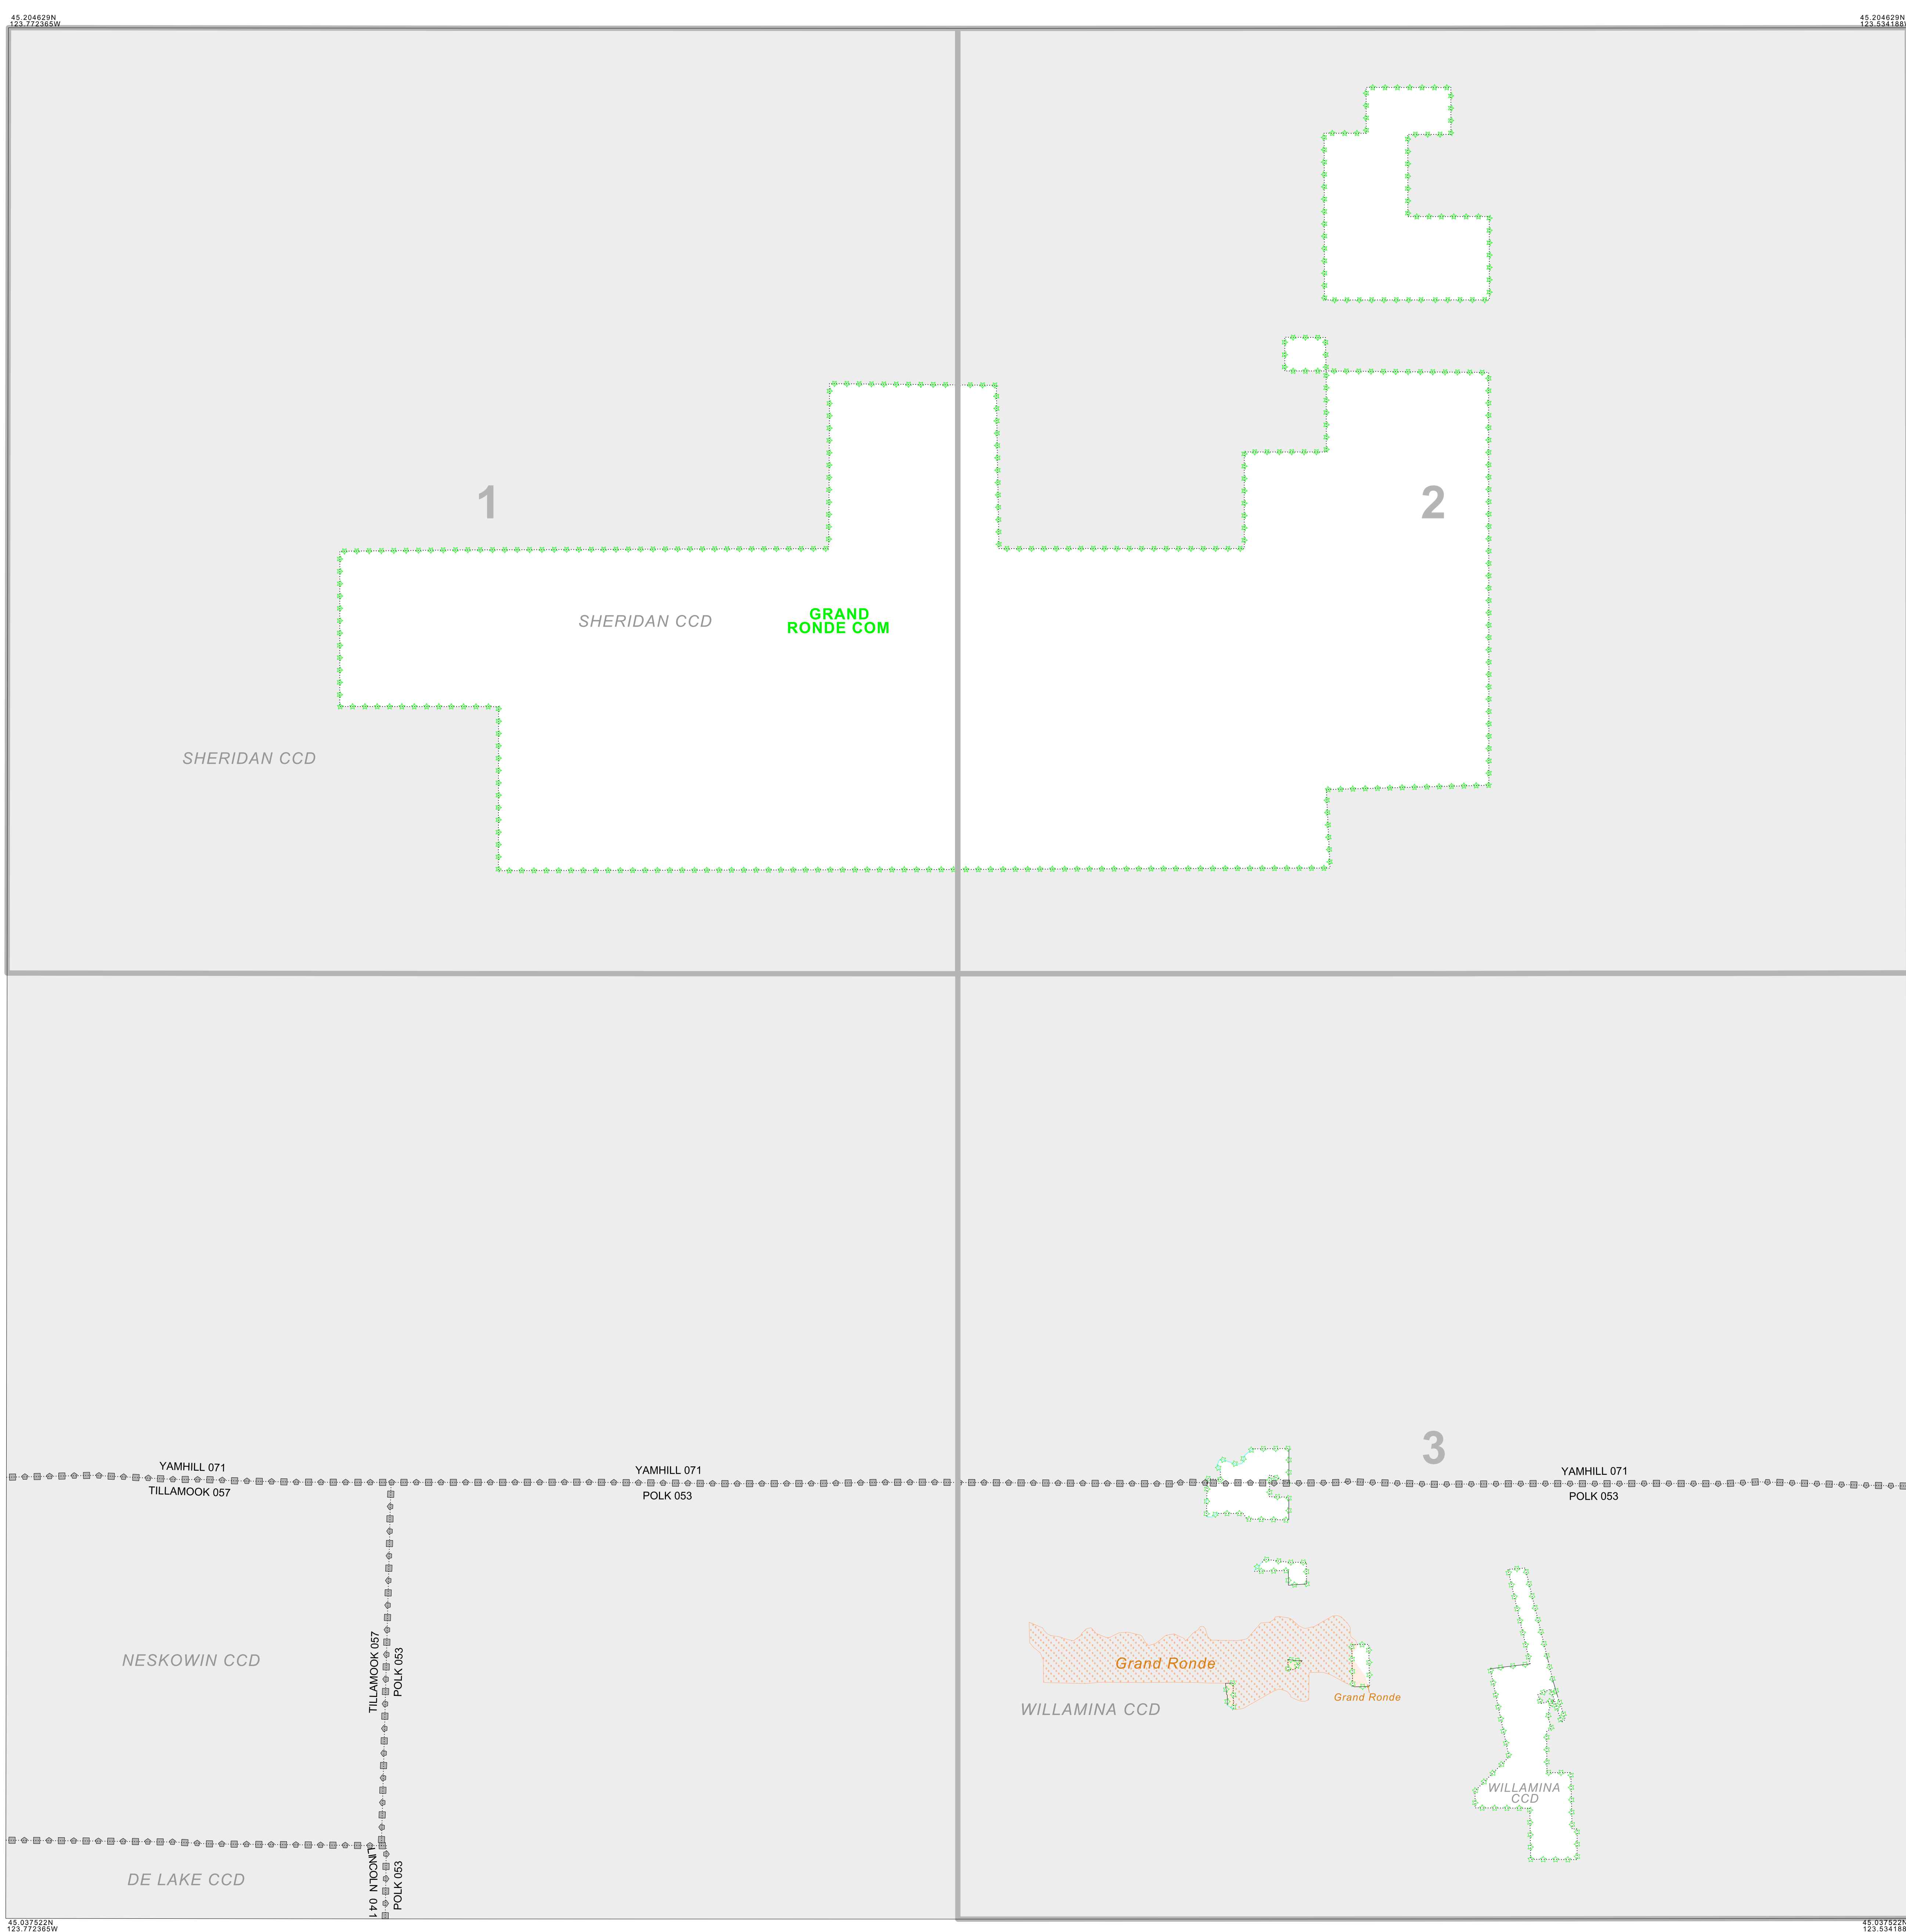 45.204629N
123.772365W
45.204629N
123.534188W
1
2
GRAND
RONDE COM
SHERIDAN CCD
SHERIDAN CCD
3
YAMHILL 071
TILLAMOOK 057
YAMHILL 071
POLK 053
YAMHILL 071
POLK 053
TILLAMOOK 057
POLK 053
NESKOWIN CCD
Grand Ronde
Grand Ronde
WILLAMINA CCD
WILLAMINA
CCD
DE LAKE CCD
LINCOLN 041
POLK 053
45.037522N
123.772365W
45.037522N
123.534188W